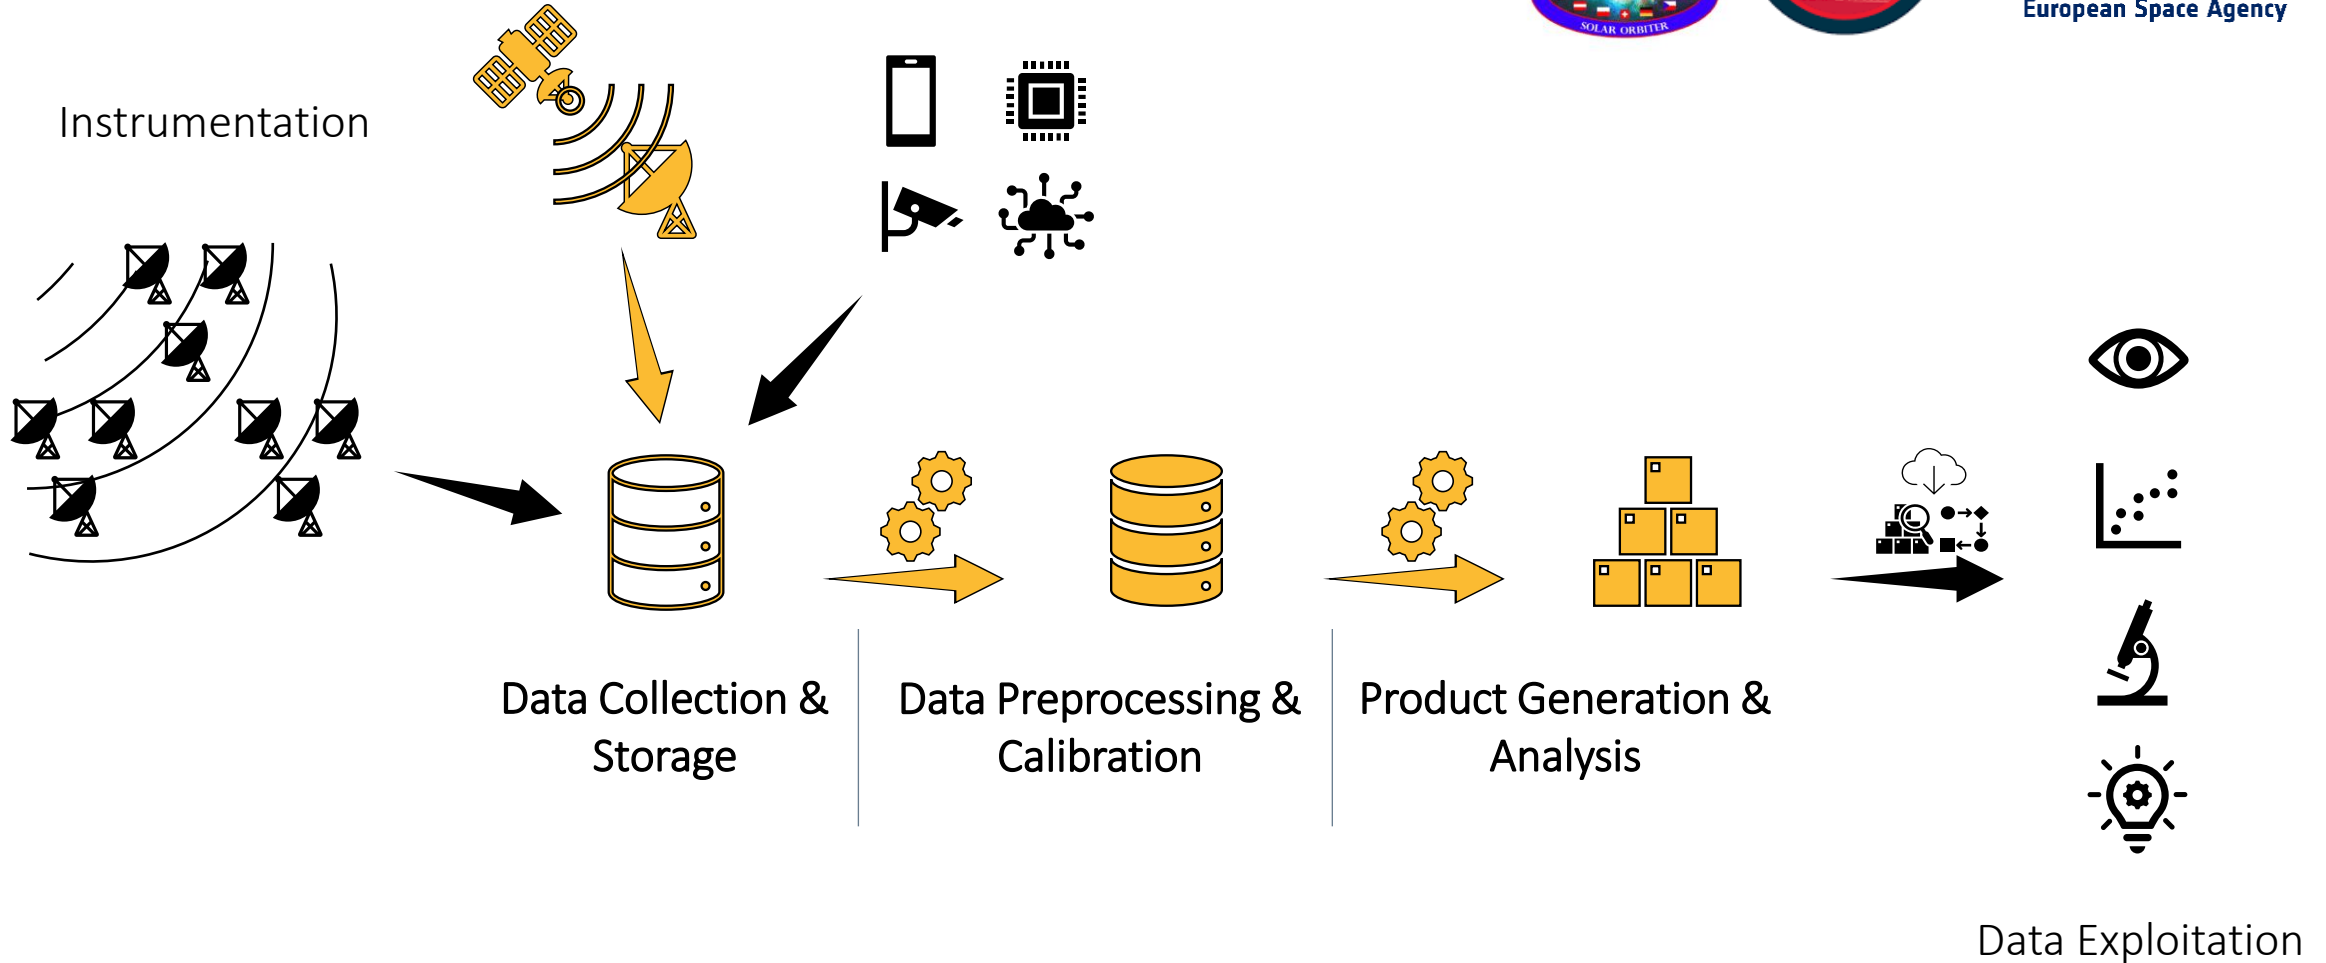 SOLAR ORBITER
European Space Agency
Instrumentation
Data Collection &
Storage
Data Preprocessing &
Calibration
Product Generation &
Analysis
Data Exploitation